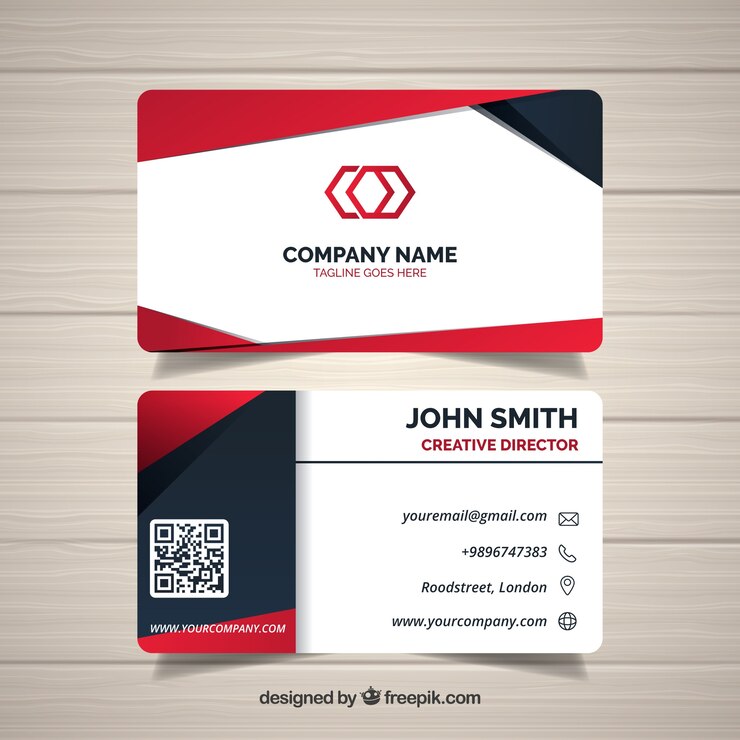 COMPANY NAME
TAGLINE GOES HERE
JOHN SMITH
CREATIVE DIRECTOR
youremail@gmail.com
+9896747383
Roodstreet, London
www.yourcompany.com
WWW.YOURCOMPANY.COM
designed by freepik.com